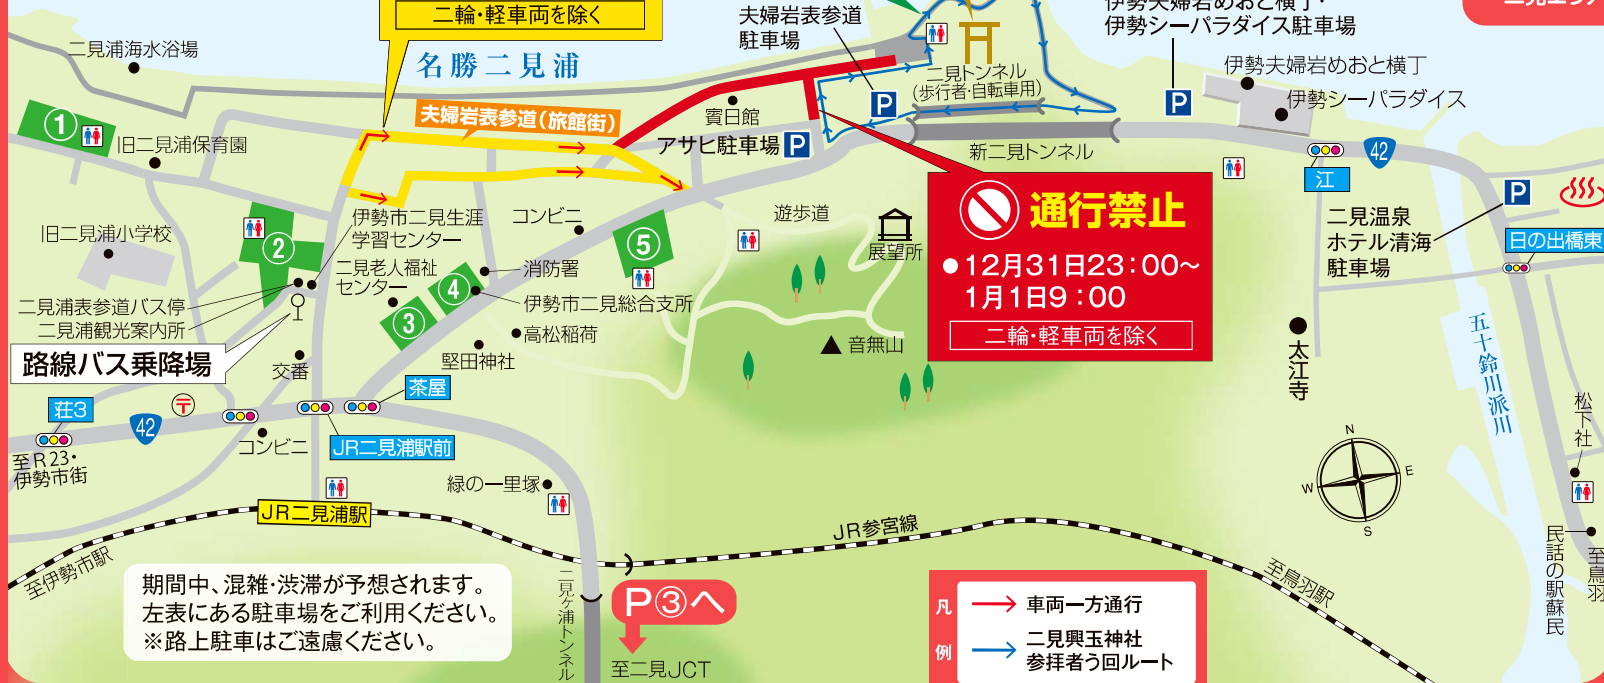 二輪・軽車両を除く
夫婦岩表参道
駐車場
伊勢シーパラダイス駐車場
二見浦海水浴場
名勝二見浦
伊勢夫婦岩めおと横丁
伊勢シーパラダイス
二見トンネル
(歩行者・自転車用)
夫婦岩表参道(旅館街)
賓日館
アサヒ駐車場
P
P
P
新二見トンネル
42
江
①
旧二見浦保育園
通行禁止
●12月31日23:00~
1月1日9:00
二輪・軽車両を除く
P
二見温泉
ホテル清海
駐車場
日の出橋東
旧二見浦小学校
②
伊勢市二見生涯
学習センター
コンビニ
遊歩道
展望所
⑤
二見老人福祉
センター
消防署
④
③
伊勢市二見総合支所
高松稲荷
堅田神社
音無山
二見浦表参道バス停
二見浦観光案内所
路線バス乗降場
交番
太江寺
五十鈴川派川
茶屋
荘3
42
コンビニ
JR二見浦駅前
至R23・
伊勢市街
緑の一里塚
松下社
N
E
W
S
JR二見浦駅
JR参宮線
至伊勢市駅
至鳥羽駅
民話の駅蘇民
至鳥羽
期間中、混雑・渋滞が予想されます。
左表にある駐車場をご利用ください。
※路上駐車はご遠慮ください。
二見ヶ浦トンネル
P③へ
至二見JCT
凡例
車両一方通行
二見興玉神社
参拝者う回ルート